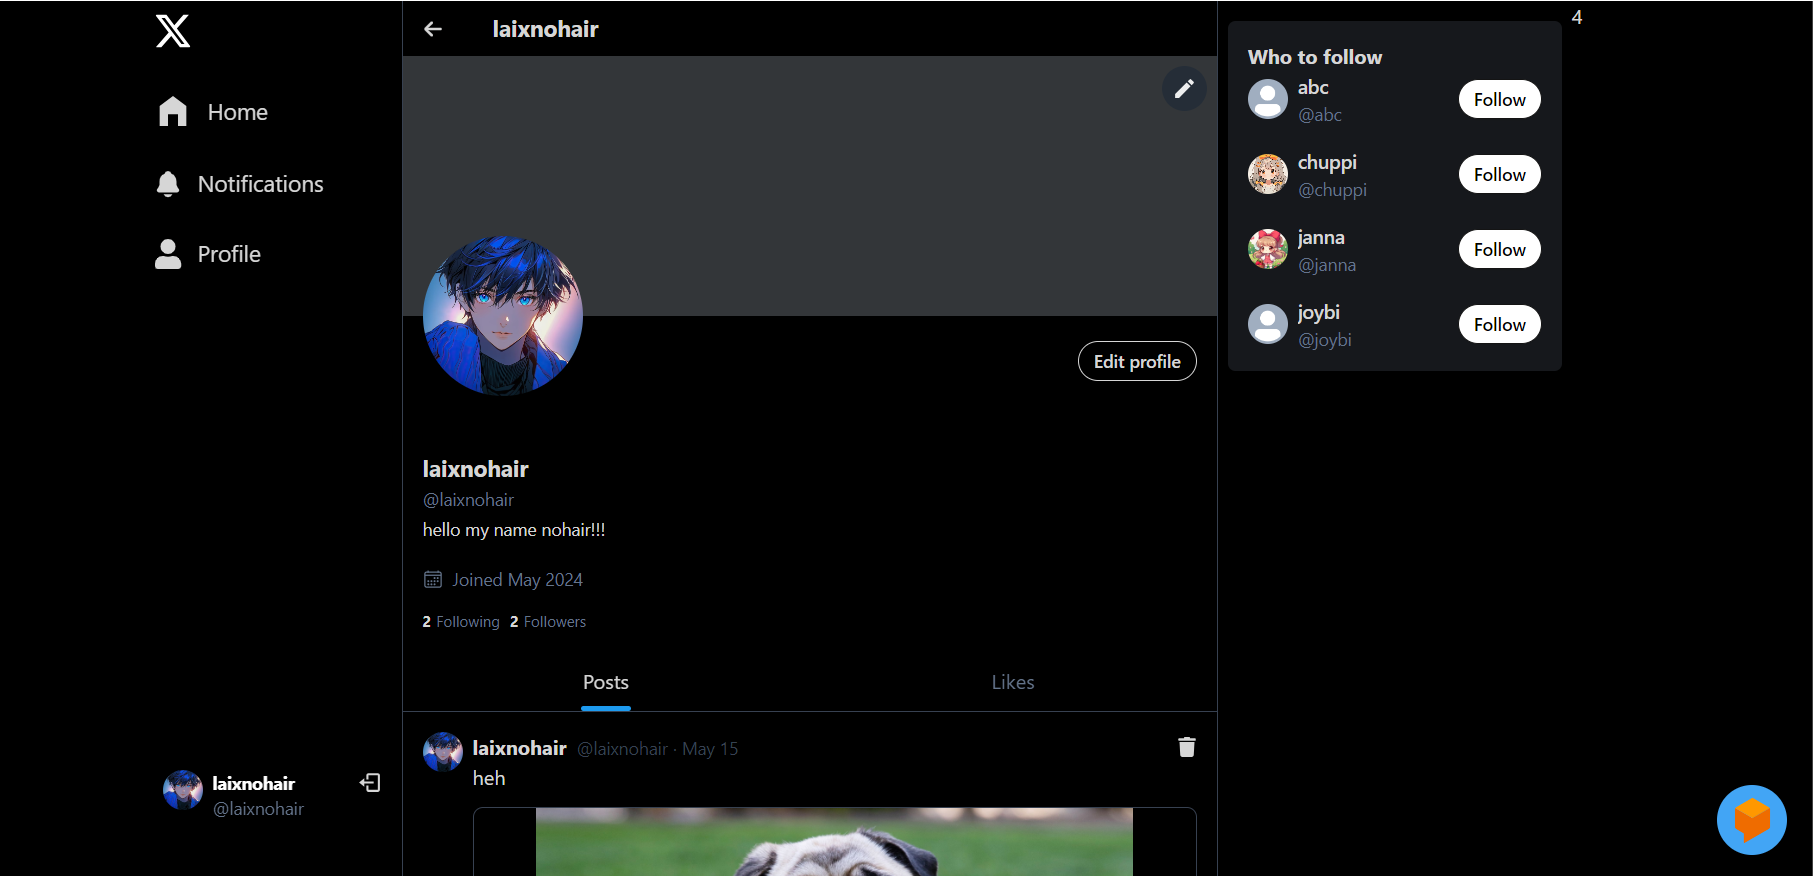 Home
Notifications
Profile
laixnohair
@laixnohair
laixnohair
Edit profile
laixnohair
@laixnohair
hello my name nohair!!!
Joined May 2024
2 Following 2 Followers
Posts Likes
laixnohair @laixnohair · May 15
heh
Who to follow
abc
@abc
Follow
chuppi
@chuppi
Follow
janna
@janna
Follow
joybi
@joybi
Follow
4